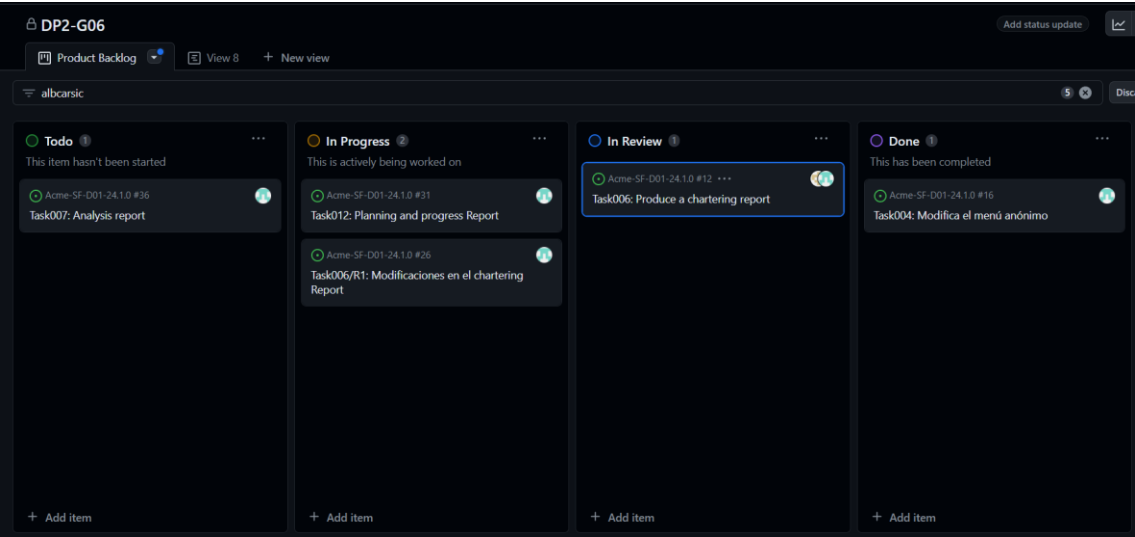 DP2-G06
Add status update
Product Backlog
View 8
+ New view
albcarsic
5
Disc
Todo 1
...
This item hasn't been started
Acme-SF-D01-24.1.0 #36
Task007: Analysis report
+ Add item
In Progress 2
...
This is actively being worked on
Acme-SF-D01-24.1.0 #31
Task012: Planning and progress Report
Acme-SF-D01-24.1.0 #26
Task006/R1: Modificaciones en el chartering
Report
+ Add item
In Review 1
...
Acme-SF-D01-24.1.0 #12 ...
Task006: Produce a chartering report
+ Add item
Done 1
...
This has been completed
Acme-SF-D01-24.1.0 #16
Task004: Modifica el menú anónimo
+ Add item